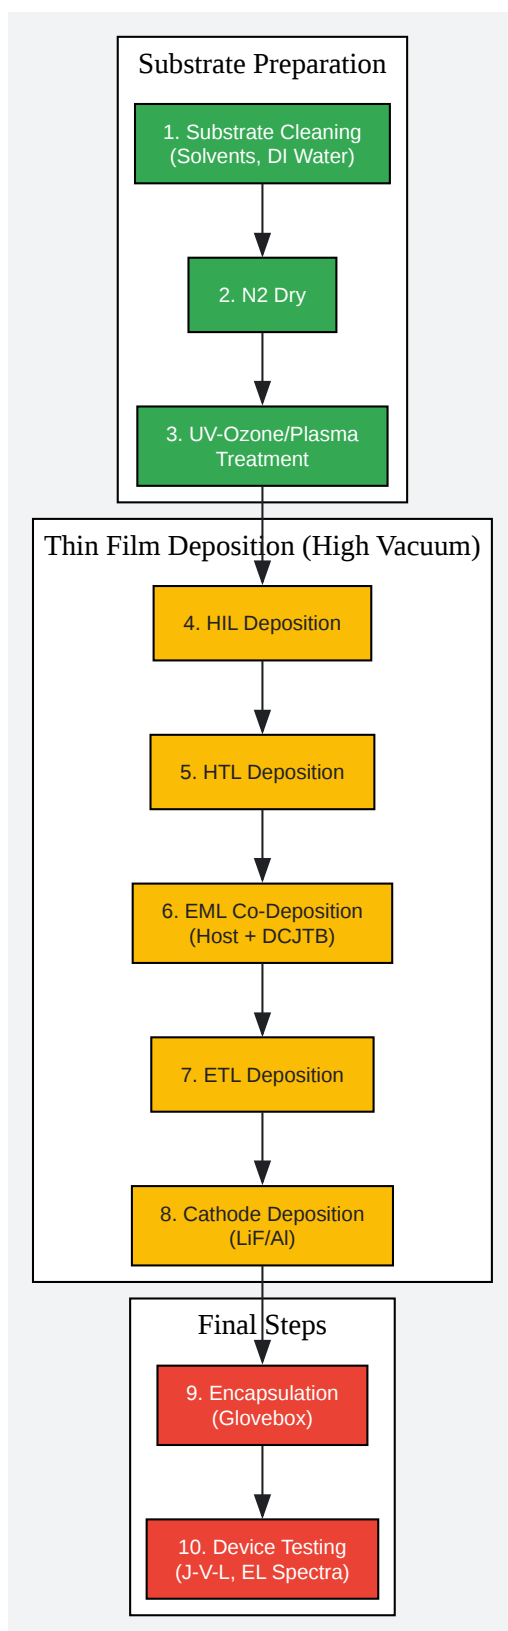 Substrate Preparation
1. Substrate Cleaning
(Solvents, DI Water)
2. N2 Dry
3. UV-Ozone/Plasma
Treatment
Thin Film Deposition (High Vacuum)
4. HIL Deposition
5. HTL Deposition
6. EML Co-Deposition
(Host + DCJTB)
7. ETL Deposition
8. Cathode Deposition
(LiF/Al)
Final Steps
9. Encapsulation
(Glovebox)
10. Device Testing
(J-V-L, EL Spectra)